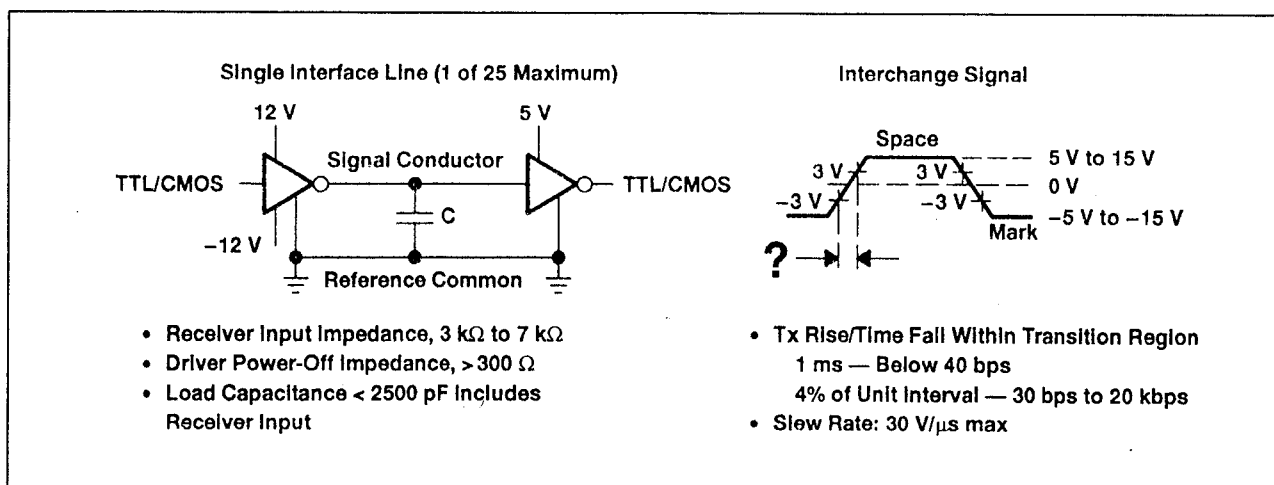 Single Interface Line (1 of 25 Maximum)
12 V
5 V
TTL/CMOS
Signal Conductor
TTL/CMOS
C
−12 V
Reference Common
• Receiver Input Impedance, 3 kΩ to 7 kΩ
• Driver Power-Off Impedance, > 300 Ω
• Load Capacitance < 2500 pF Includes
Receiver Input
Interchange Signal
Space
5 V to 15 V
3 V
3 V
0 V
−3 V
−3 V
−5 V to −15 V
Mark
?
• Tx Rise/Time Fall Within Transition Region
1 ms — Below 40 bps
4% of Unit Interval — 30 bps to 20 kbps
• Slew Rate: 30 V/μs max